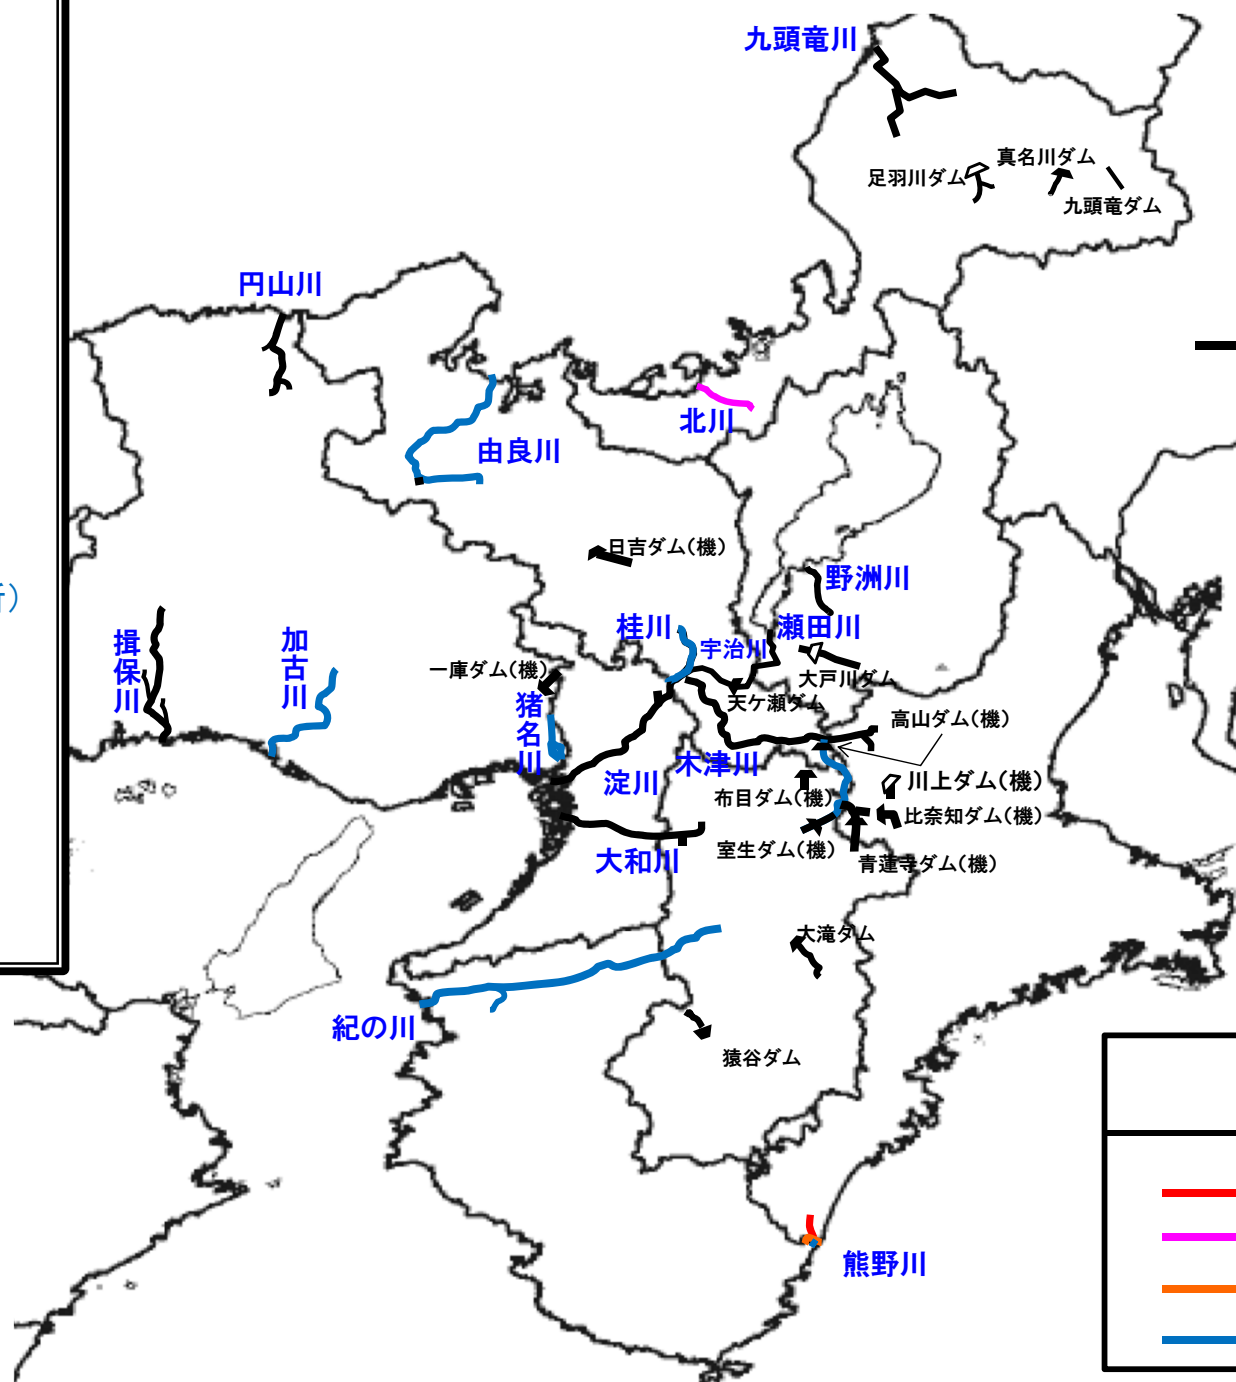 九頭竜川
真名川ダム
足羽川ダム
九頭竜ダム
円山川
北川
由良川
日吉ダム(機)
野洲川
桂川
宇治川
瀬田川
揖保川
加古川
一庫ダム(機)
大戸川ダム
天ケ瀬ダム
猪名川
高山ダム(機)
木津川
淀川
川上ダム(機)
布目ダム(機)
比奈知ダム(機)
室生ダム(機)
大和川
青蓮寺ダム(機)
大滝ダム
紀の川
猿谷ダム
熊野川